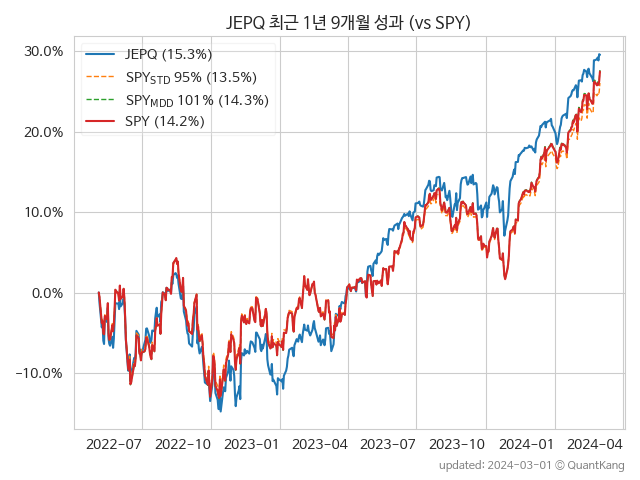 JEPQ 최근 1년 9개월 성과 (vs SPY)
30.0%
20.0%
10.0%
0.0%
−10.0%
JEPQ (15.3%)
SPY_STD 95% (13.5%)
SPY_MDD 101% (14.3%)
SPY (14.2%)
2022−07 2022−10 2023−01 2023−04 2023−07 2023−10 2024−01 2024−04
updated: 2024−03−01 © QuantKang